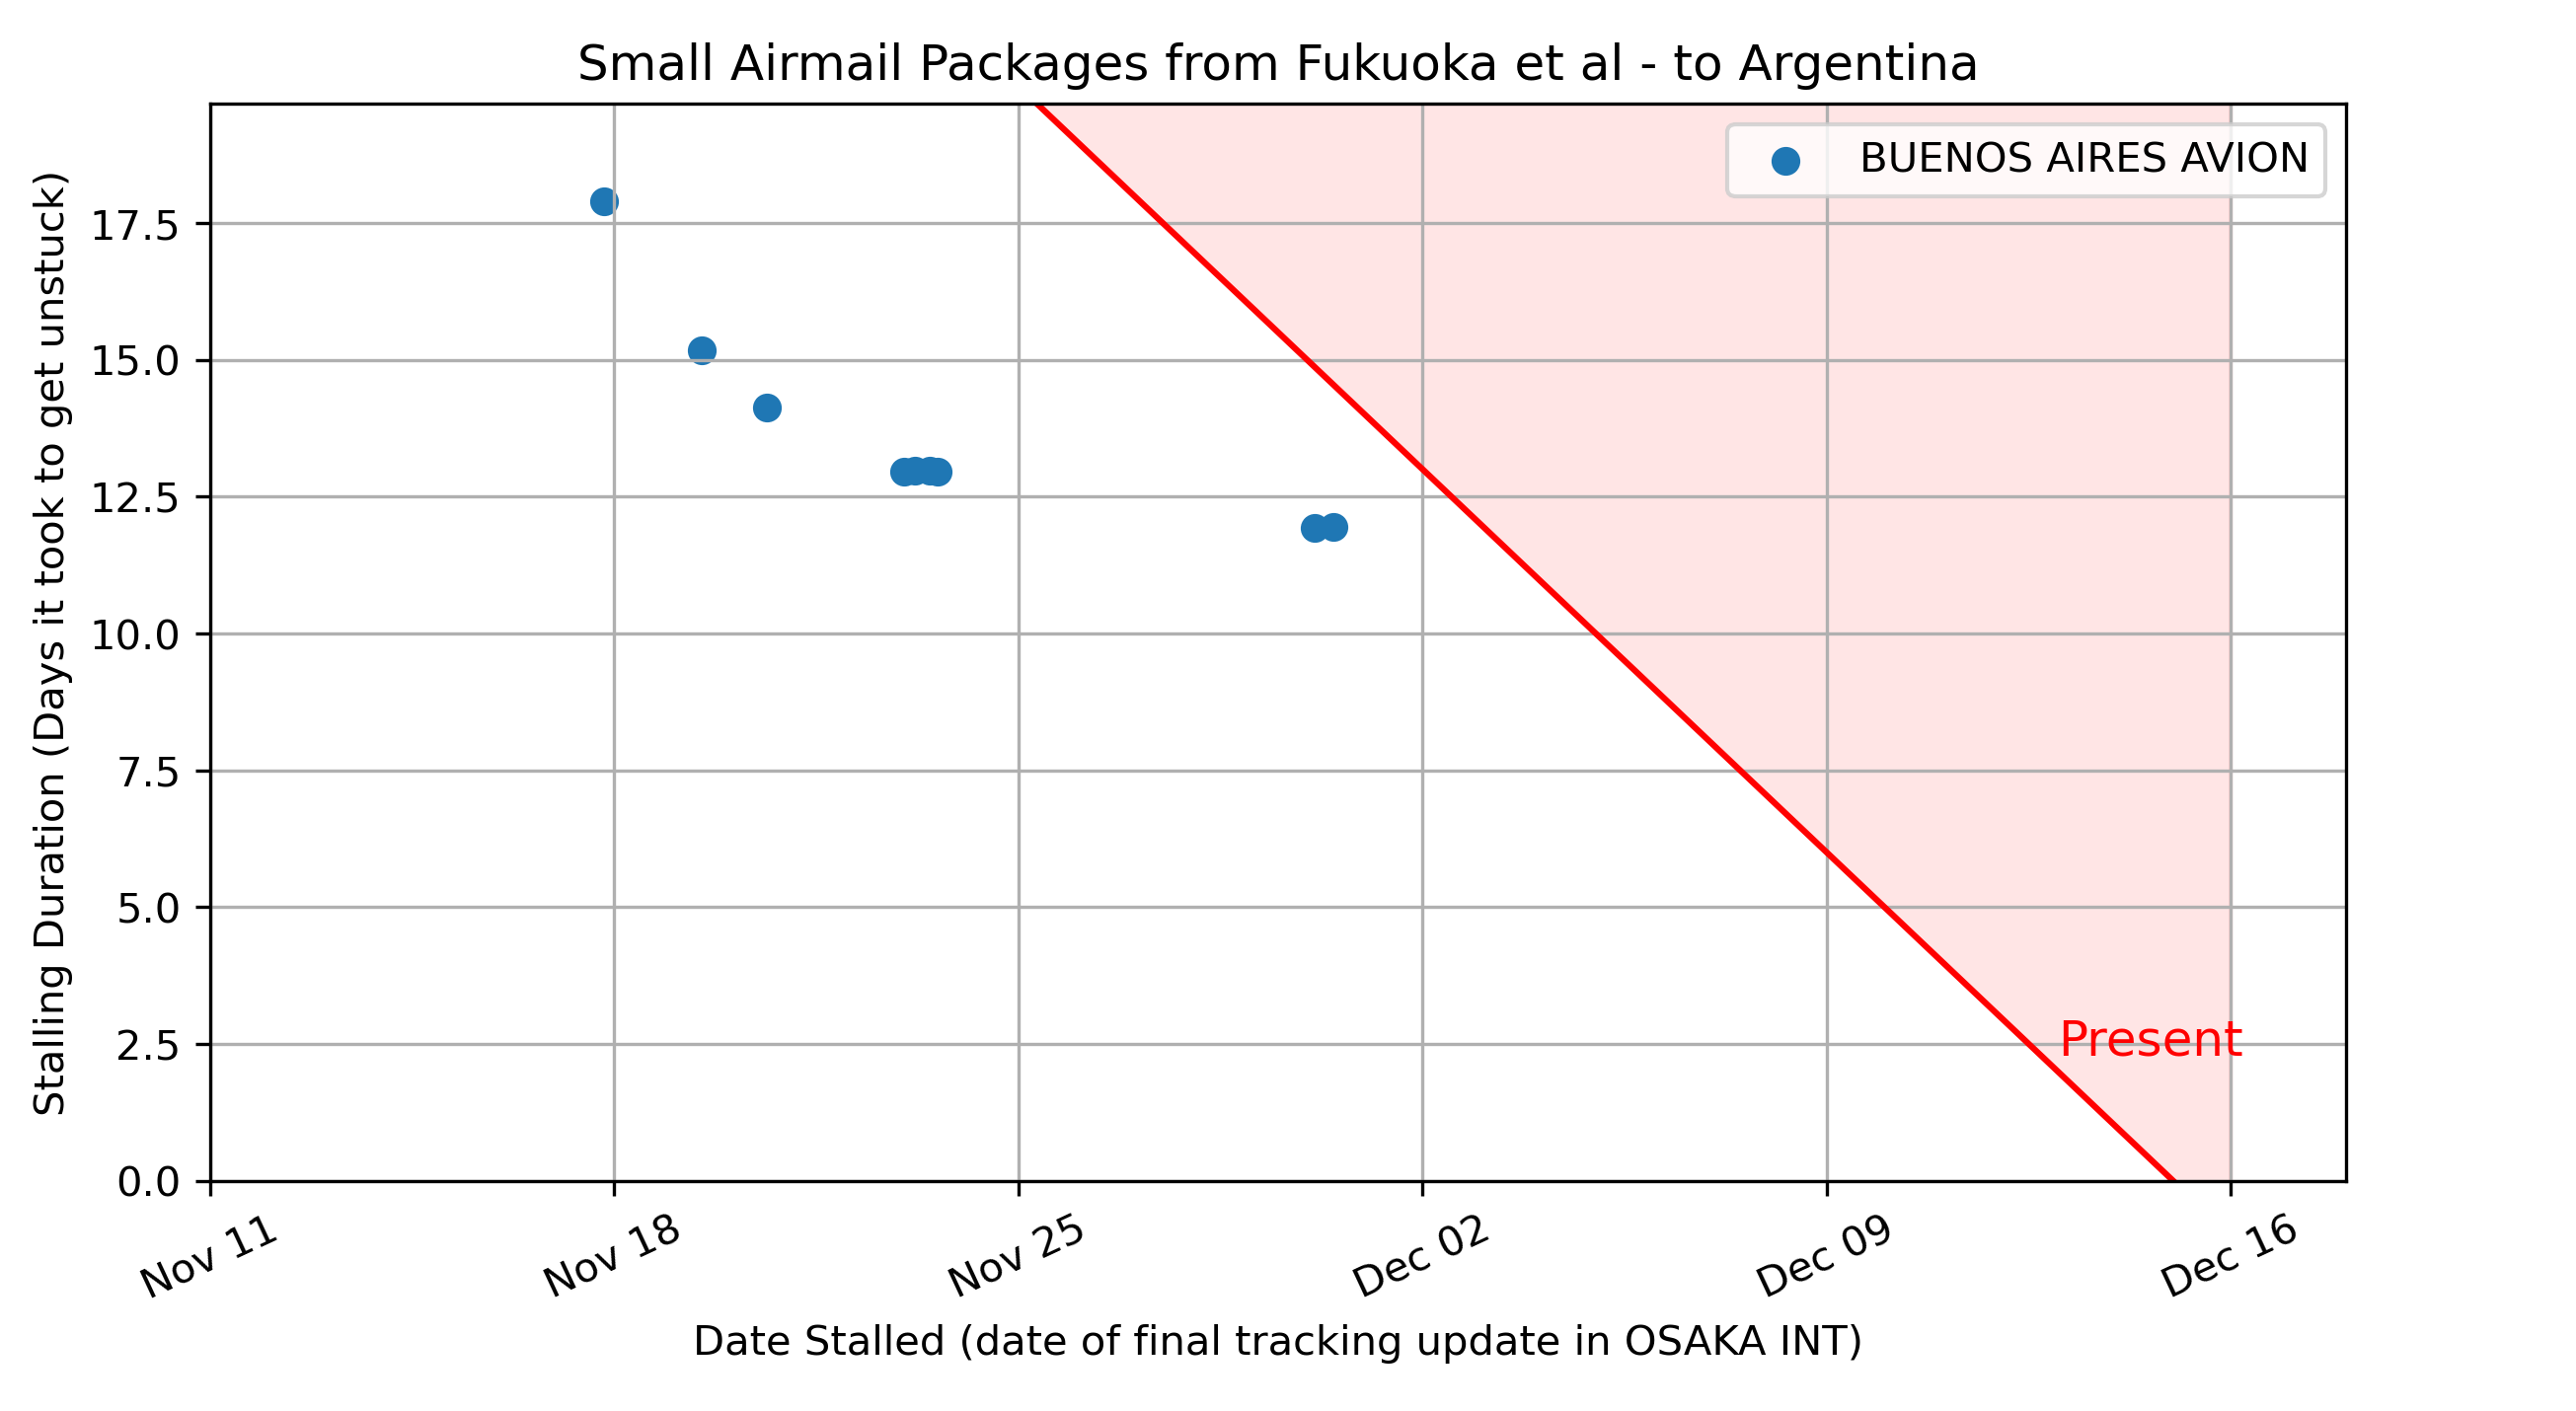 Small Airmail Packages from Fukuoka et al - to Argentina
BUENOS AIRES AVION
Stalling Duration (Days it took to get unstuck)
17.5
15.0
12.5
10.0
7.5
5.0
2.5
0.0
Present
Nov 11
Nov 18
Nov 25
Dec 02
Dec 09
Dec 16
Date Stalled (date of final tracking update in OSAKA INT)